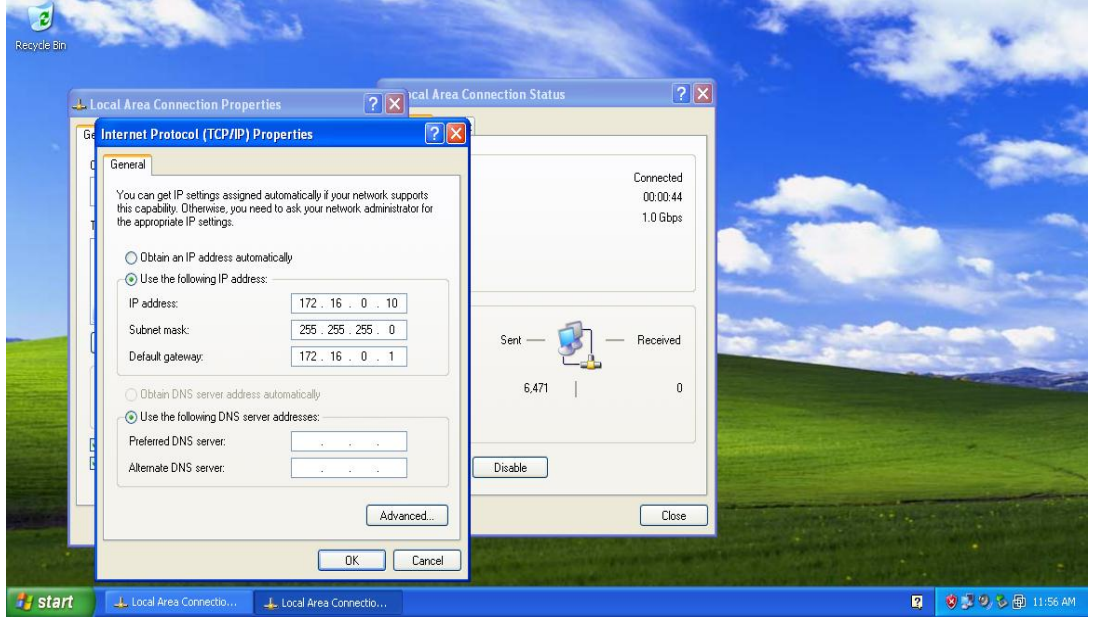 Recycle Bin
Local Area Connection Properties
cal Area Connection Status
Internet Protocol (TCP/IP) Properties
Ge
General
You can get IP settings assigned automatically if your network supports
this capability. Otherwise, you need to ask your network administrator for
the appropriate IP settings.
Obtain an IP address automatically
Use the following IP address:
IP address: 172 . 16 . 0 . 10
Subnet mask: 255 . 255 . 255 . 0
Default gateway: 172 . 16 . 0 . 1
Obtain DNS server address automatically
Use the following DNS server addresses:
Preferred DNS server: . . .
Alternate DNS server: . . .
Advanced...
OK Cancel
Connected
00:00:44
1.0 Gbps
Sent Received
6,471 0
Disable
Close
start Local Area Connectio... Local Area Connectio... 11:56 AM